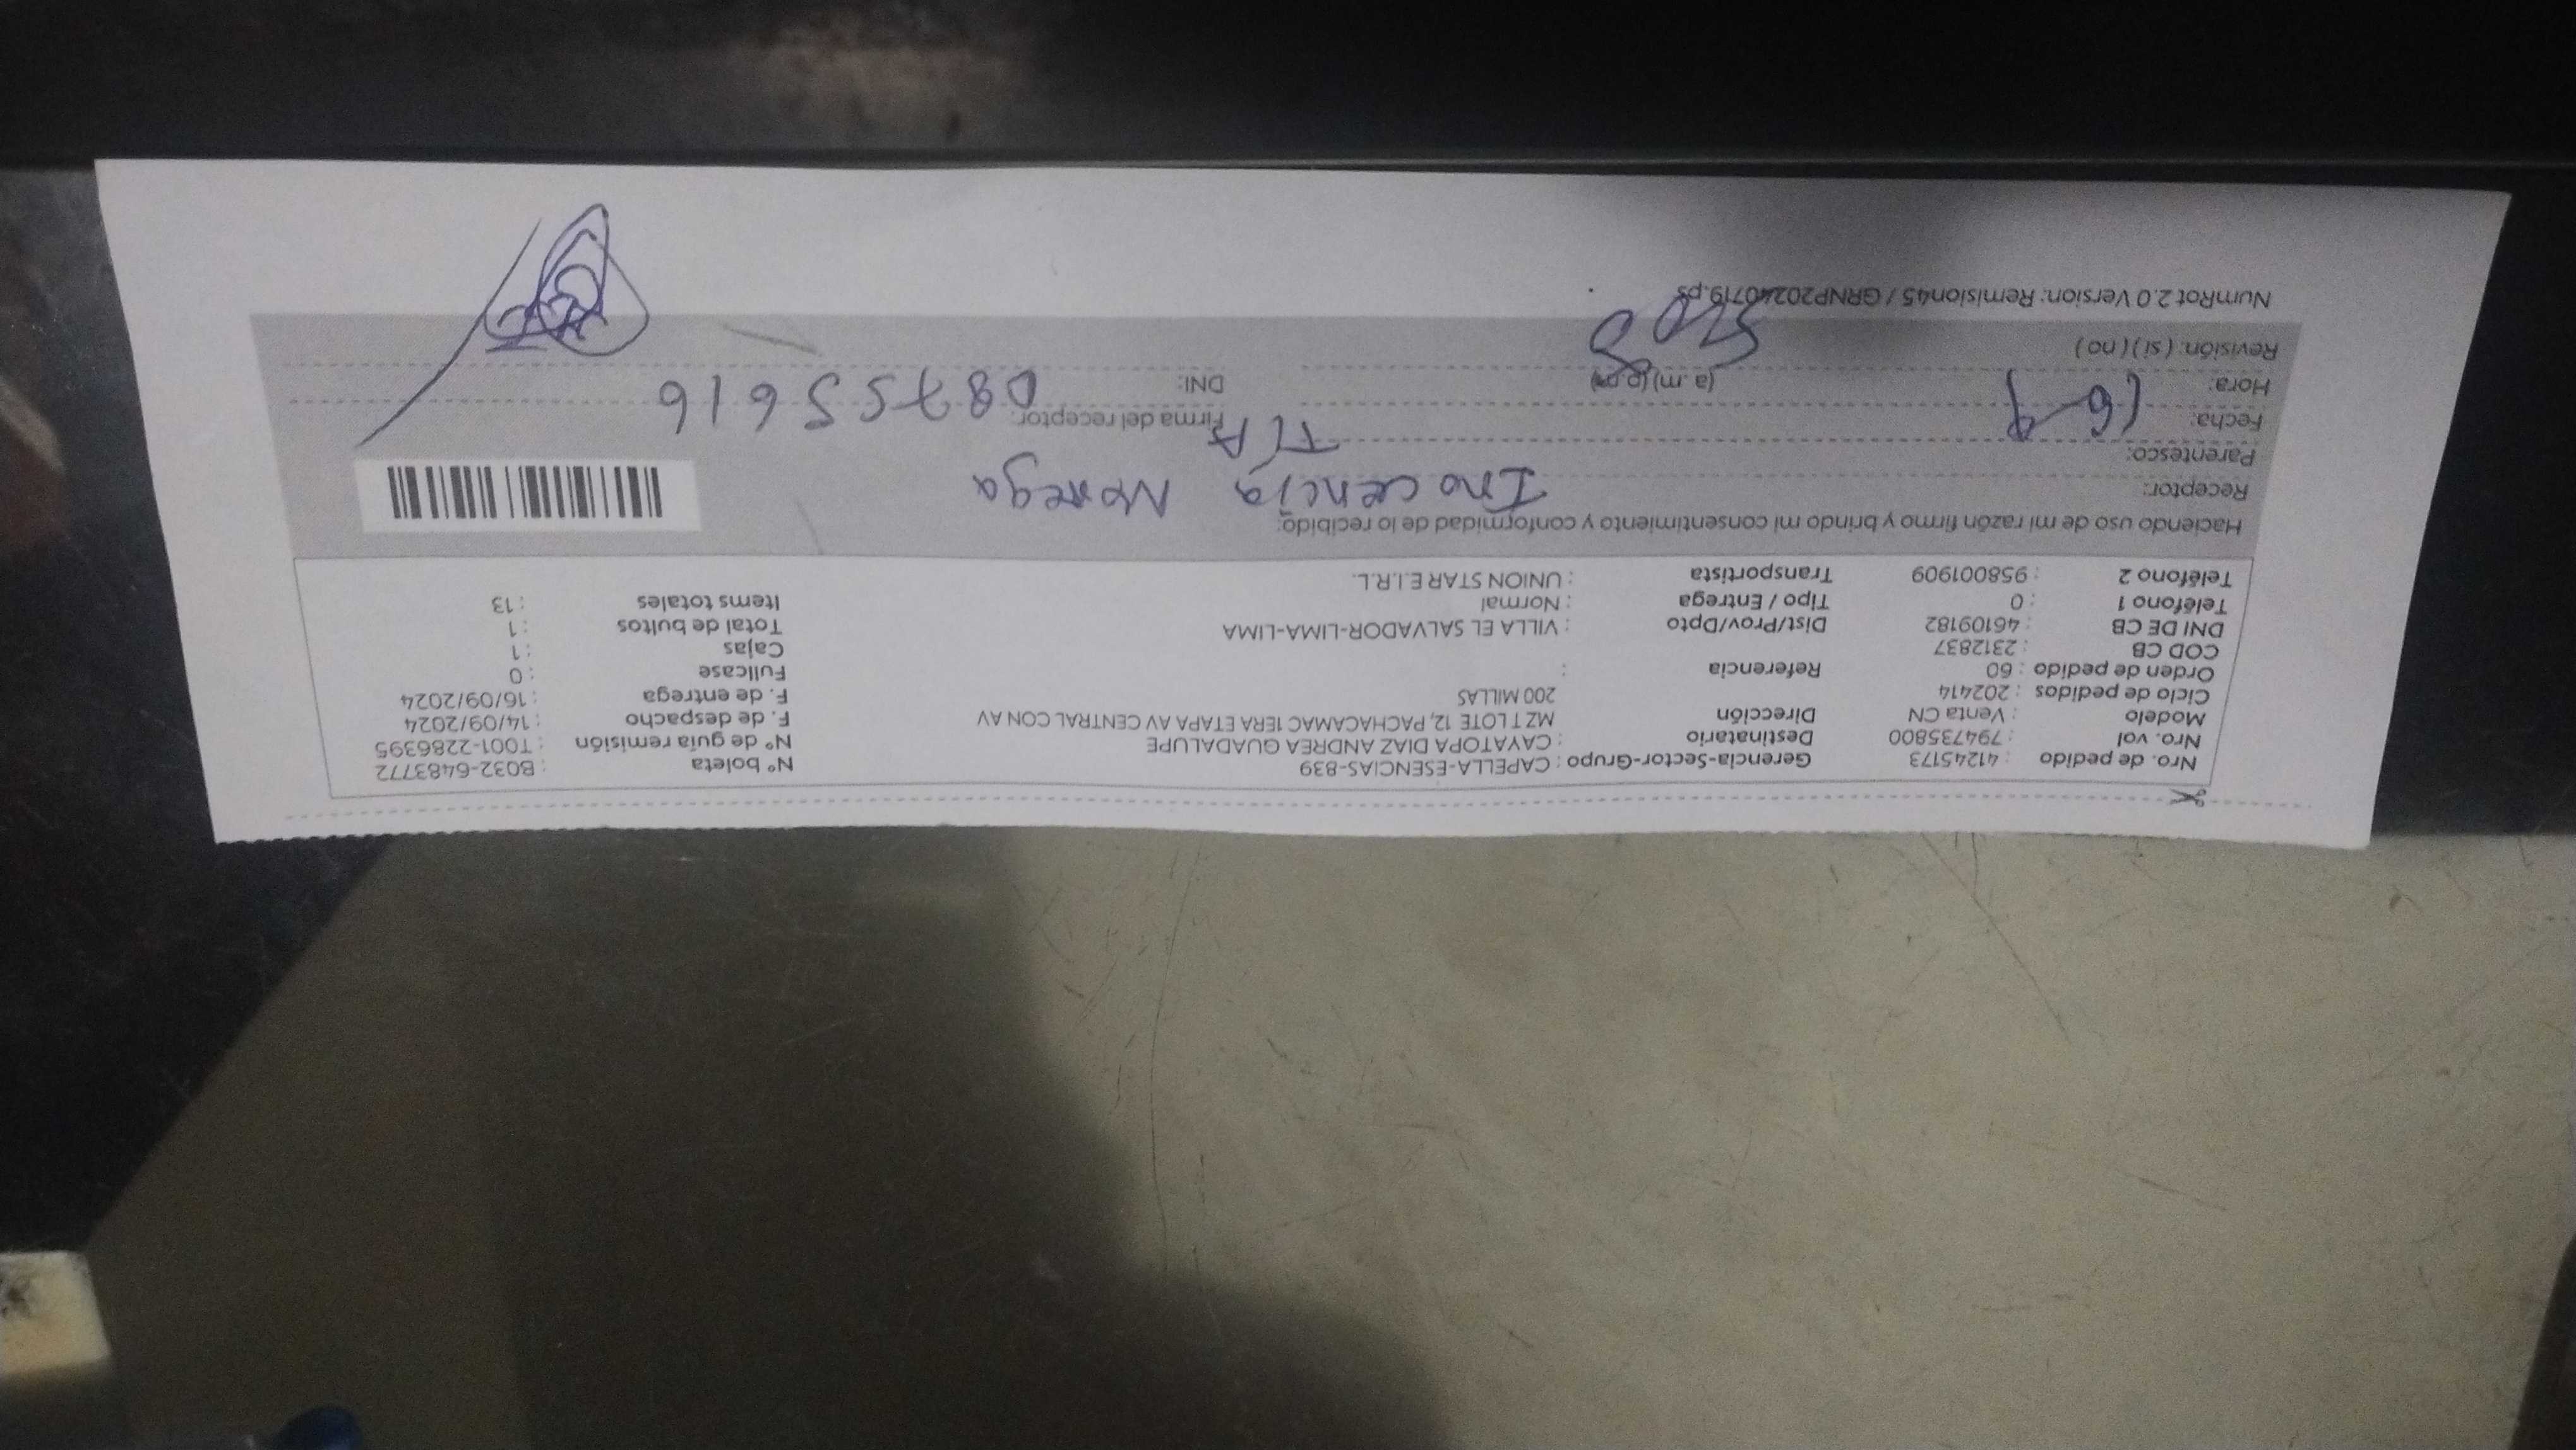 Nro. de pedido : 41245173 Gerencia-Sector-Grupo : CAPELLA-ESENCIAS-839 N° boleta : B032-6483772
Nro. vol : 794735800 Destinatario : CAYATOPA DIAZ ANDREA GUADALUPE N° de guía remisión : T001-2286395
Modelo : Venta CN Dirección MZ T LOTE 12, PACHACAMAC 1ERA ETAPA AV CENTRAL CON AV F. de despacho : 14/09/2024
Ciclo de pedidos : 202414 200 MILLAS F. de entrega : 16/09/2024
Orden de pedido : 60 Referencia : Fullcase : 0
COD CB : 2312837 Cajas : 1
DNI DE CB : 46109182 Dist/Prov/Dpto : VILLA EL SALVADOR-LIMA-LIMA Total de bultos : 1
Teléfono 1 : 0 Tipo / Entrega : Normal Items totales : 13
Teléfono 2 : 958001909 Transportista : UNION STAR E.I.R.L.
Haciendo uso de mi razón firmo y brindo mi consentimiento y conformidad de lo recibido:
Receptor: Inocencia Norega
Parentesco: TIA
Fecha: 16-9 Firma del receptor:
Hora: (a.m) (p.m) DNI: 08755616
Revisión: ( si ) ( no )
NumRot 2.0 Version: Remision45 / GRNP20240719.ps